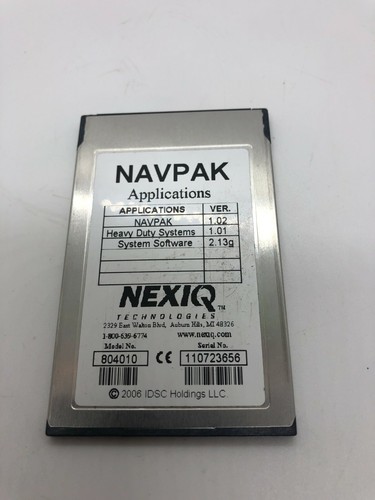 NAVPAK
Applications
APPLICATIONS VER.
NAVPAK 1.02
Heavy Duty Systems 1.01
System Software 2.13g
NEXIQ™
TECHNOLOGIES
2329 East Walton Blvd, Auburn Hills, MI 48326
1-800-639-6774 www.nexiq.com
Model No. Serial No.
804010 CE 110723656
© 2006 IDSC Holdings LLC.